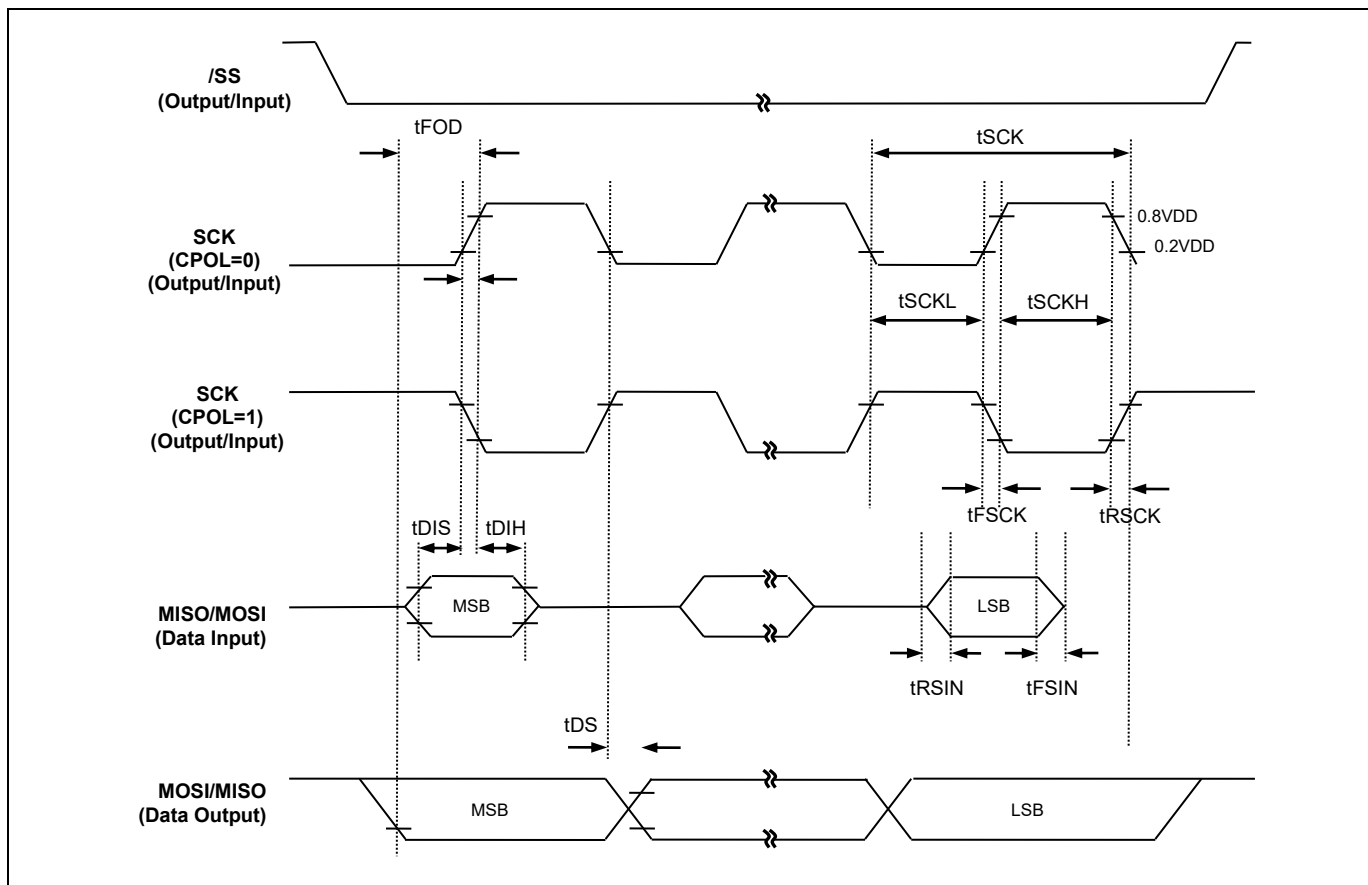 /SS
(Output/Input)
tFOD
tSCK
SCK
(CPOL=0)
(Output/Input)
0.8VDD
0.2VDD
tSCKL
tSCKH
SCK
(CPOL=1)
(Output/Input)
tFSCK
tRSCK
tDIS
tDIH
MISO/MOSI
(Data Input)
MSB
LSB
tRSIN
tFSIN
tDS
MOSI/MISO
(Data Output)
MSB
LSB